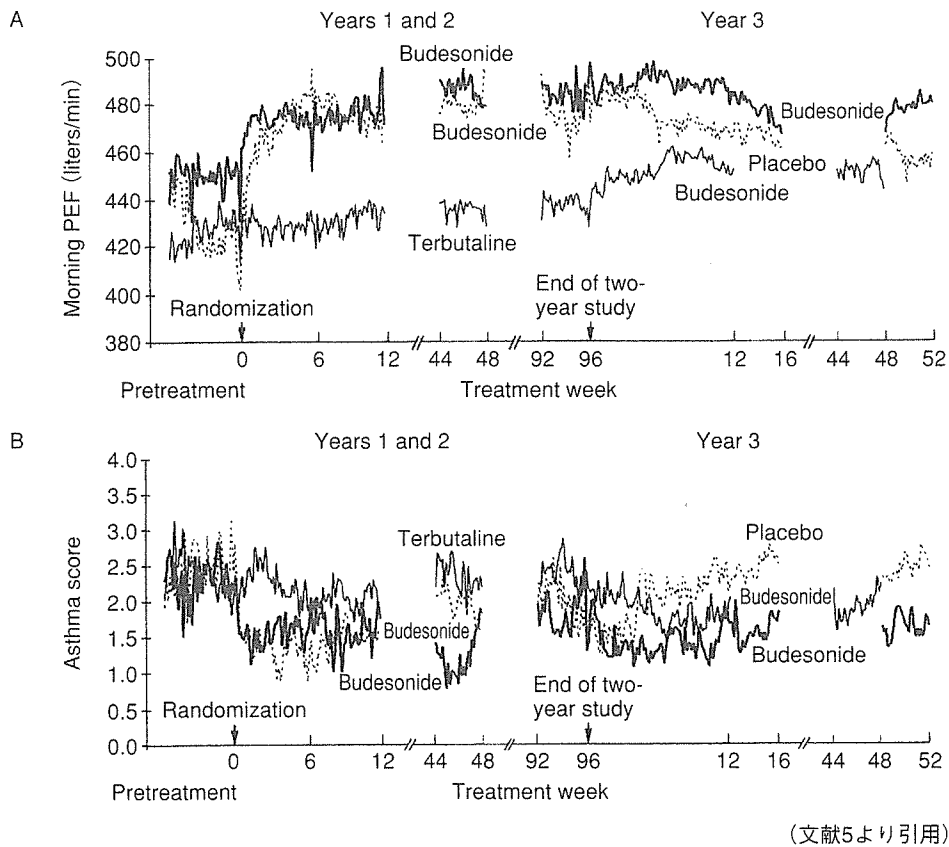 A
Years 1 and 2
Year 3
Morning PEF (liters/min)
500
480
460
440
420
400
380
Budesonide
Budesonide
Terbutaline
Budesonide
Placebo
Budesonide
Randomization
End of two-
year study
0
6
12
44
48
92
96
12
16
44
48
52
Pretreatment
Treatment week
B
Years 1 and 2
Year 3
Asthma score
4.0
3.5
3.0
2.5
2.0
1.5
1.0
0.5
0.0
Terbutaline
Budesonide
Budesonide
Placebo
Budesonide
Budesonide
Randomization
End of two-
year study
0
6
12
44
48
92
96
12
16
44
48
52
Pretreatment
Treatment week
(文献5より引用)